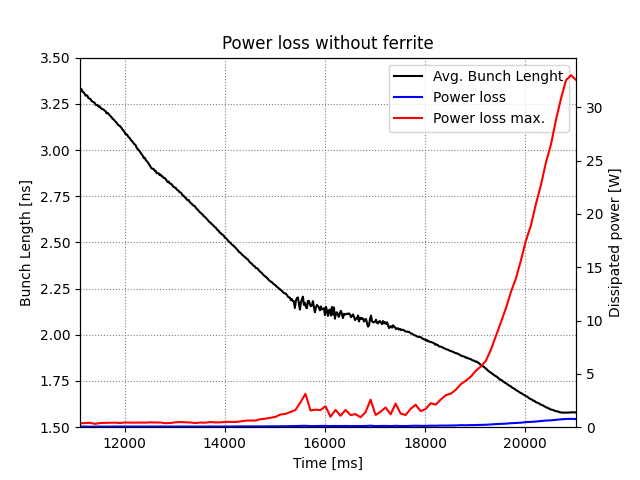 Power loss without ferrite
3.50
3.25
3.00
2.75
2.50
2.25
2.00
1.75
1.50
Bunch Length [ns]
Avg. Bunch Lenght
Power loss
Power loss max.
30
25
20
15
10
5
0
Dissipated power [W]
12000 14000 16000 18000 20000
Time [ms]